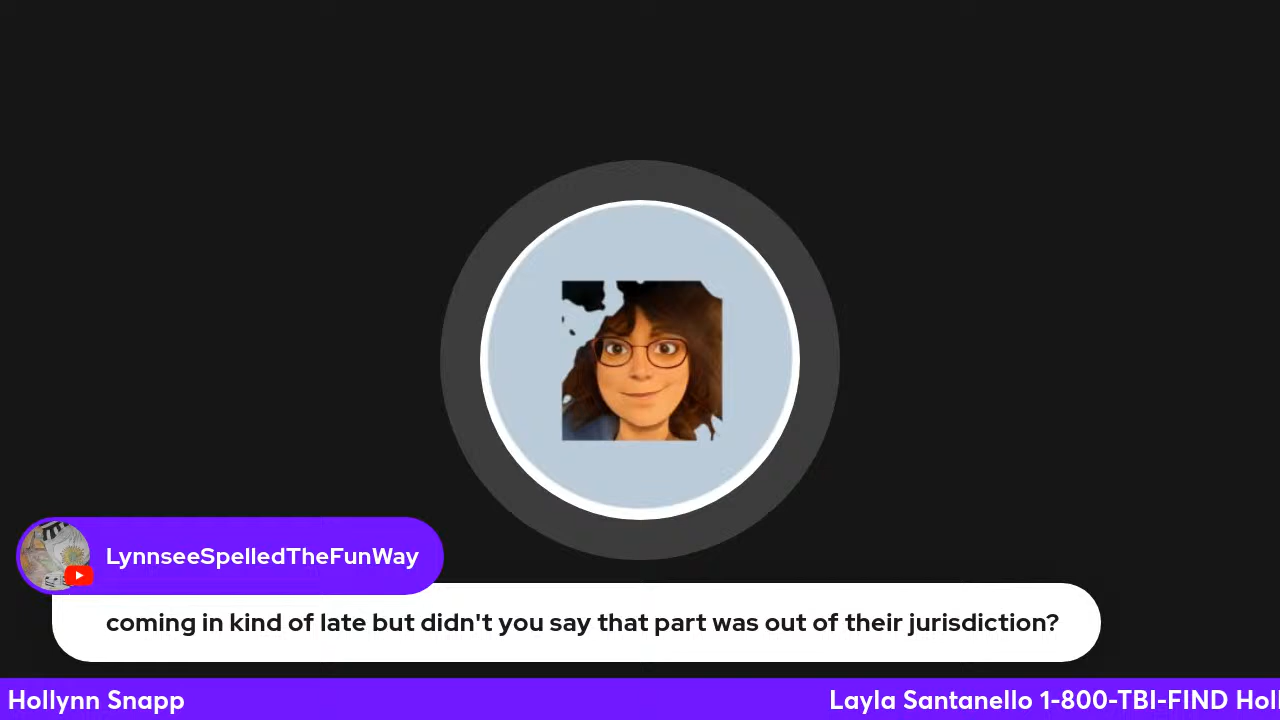 LynnseeSpelledTheFunWay
coming in kind of late but didn't you say that part was out of their jurisdiction?
Hollynn Snapp Layla Santanello 1-800-TBI-FIND Holl